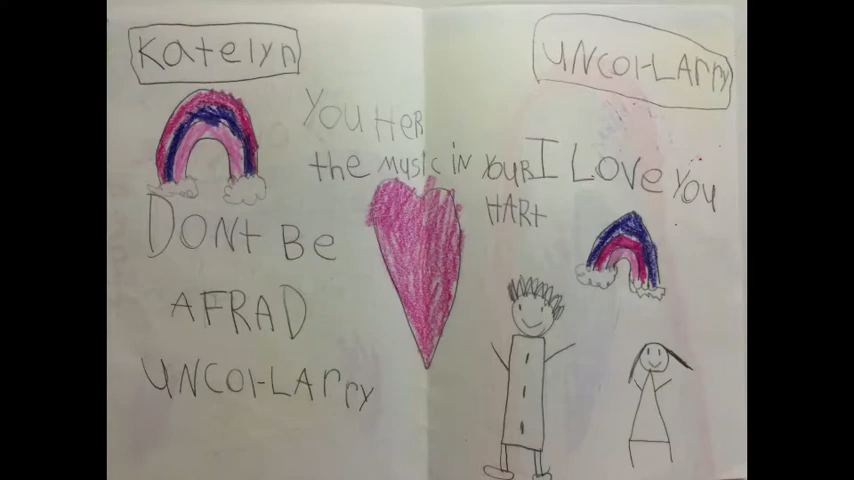 Katelyn
UNCOl-LArry
YOU HER
the MUSIC IN YOUR
HARt
I LOVe YOU
DONt Be
AFRAD
UNCOl-LArry